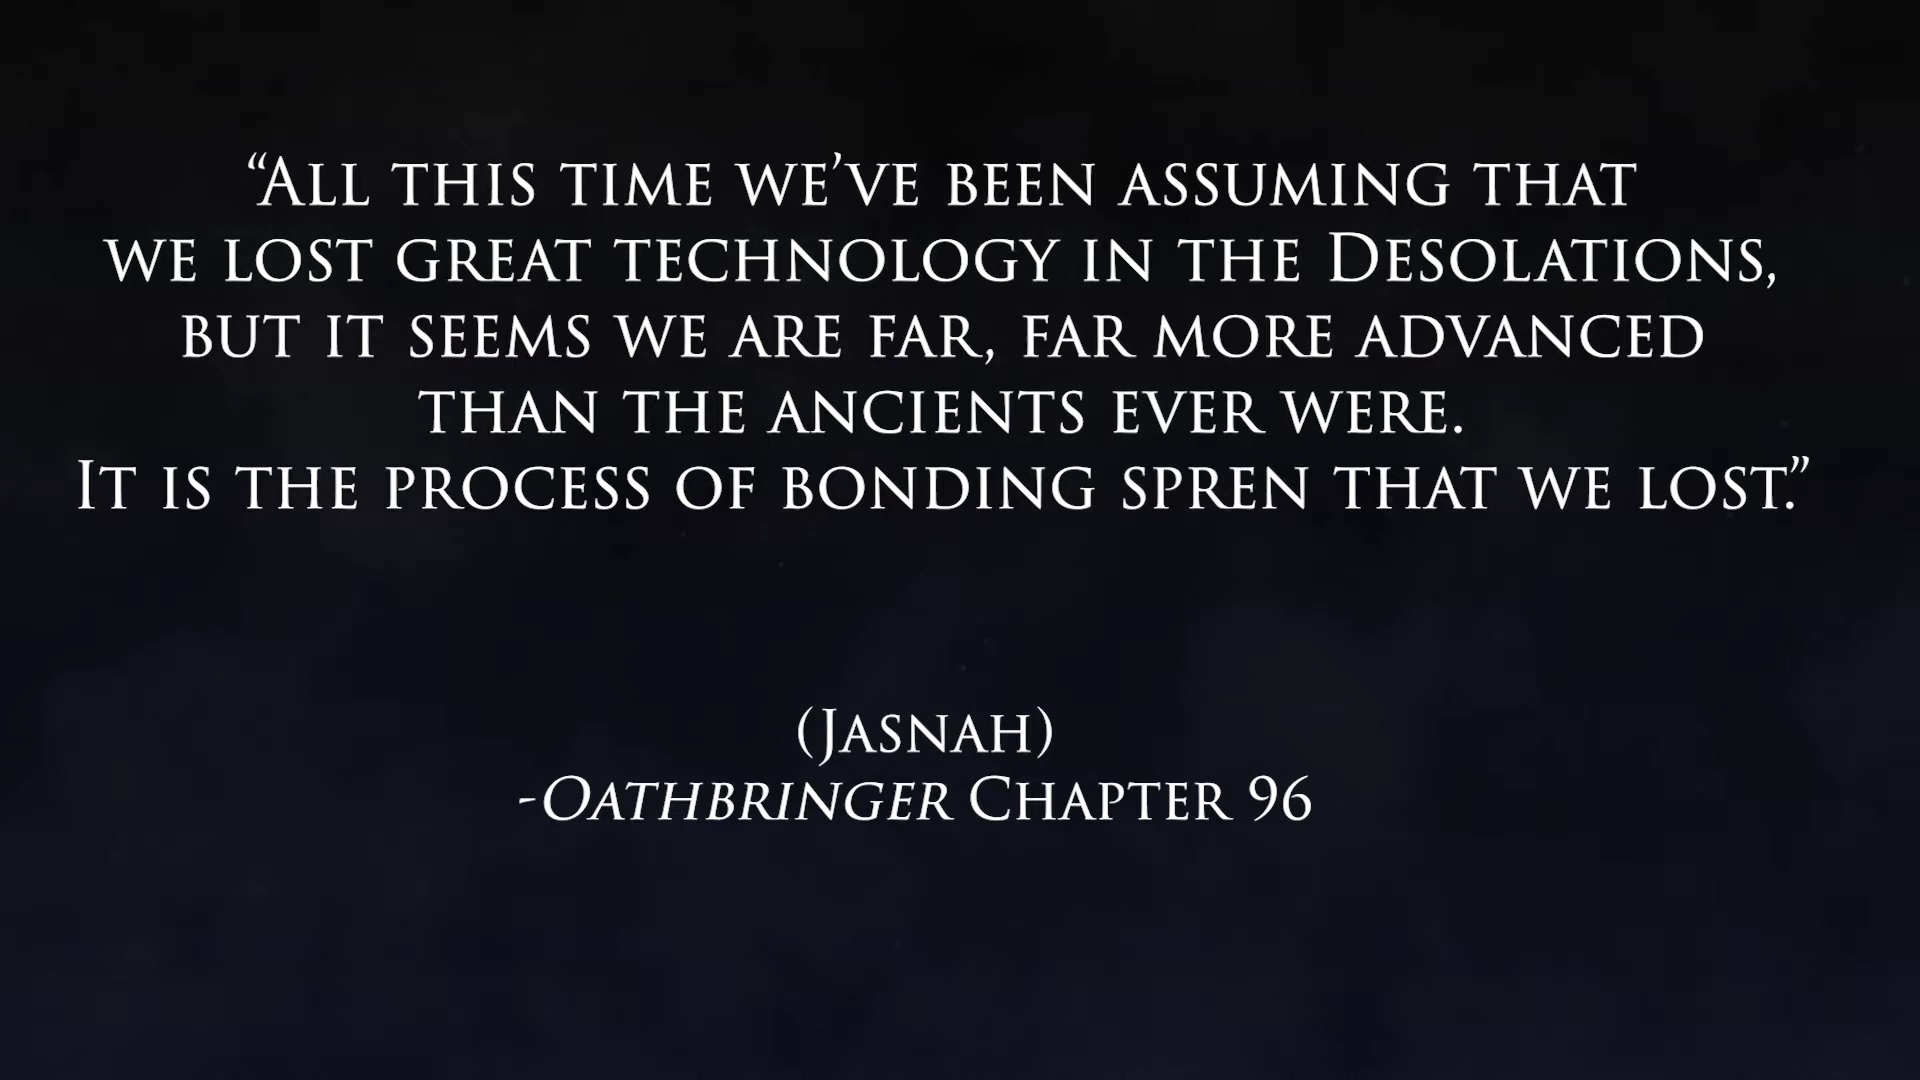 “All this time we’ve been assuming that
we lost great technology in the Desolations,
but it seems we are far, far more advanced
than the ancients ever were.
It is the process of bonding spren that we lost.”
(Jasnah)
-Oathbringer Chapter 96